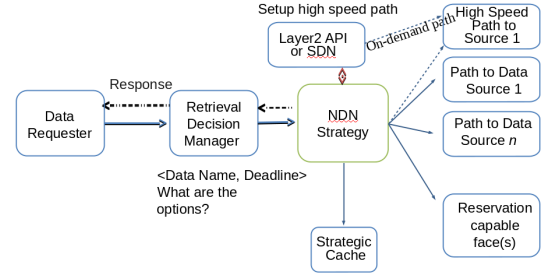 Setup high speed path
Layer2 API
or SDN
On-demand path
High Speed
Path to
Source 1
Response
Path to Data
Source 1
Data
Requester
Retrieval
Decision
Manager
NDN
Strategy
Path to Data
Source n
<Data Name, Deadline>
What are the
options?
Reservation
capable
face(s)
Strategic
Cache